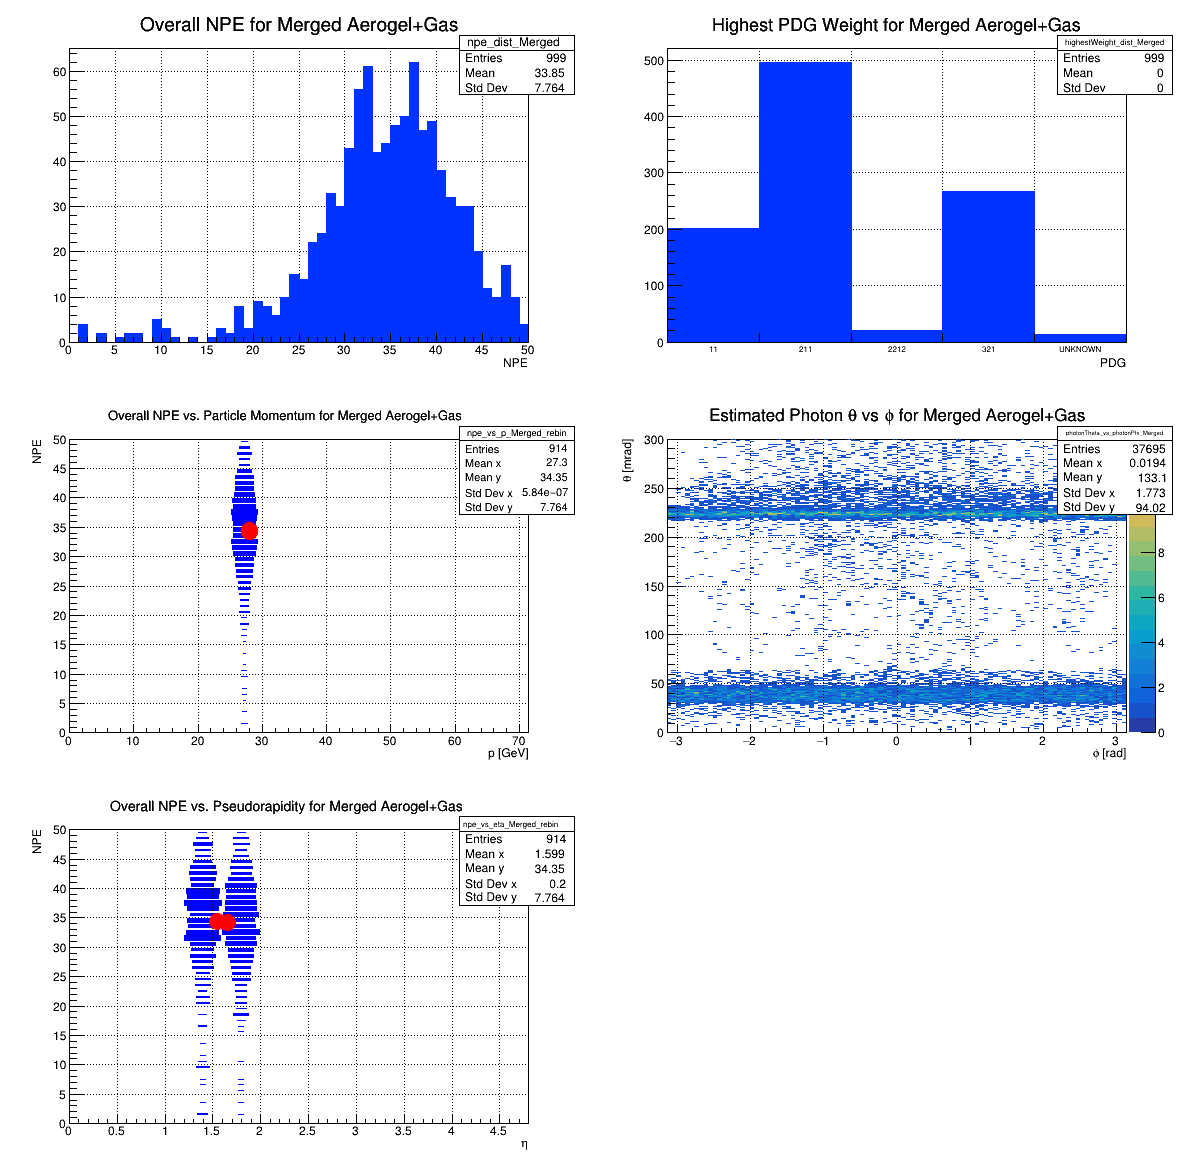 Overall NPE for Merged Aerogel+Gas
npe_dist_Merged
Entries 999
Mean 33.85
Std Dev 7.764
60
50
40
30
20
10
0
0 5 10 15 20 25 30 35 40 45 50
NPE
Highest PDG Weight for Merged Aerogel+Gas
highestWeight_dist_Merged
Entries 999
Mean 0
Std Dev 0
500
400
300
200
100
0
11 211 2212 321 UNKNOWN
PDG
Overall NPE vs. Particle Momentum for Merged Aerogel+Gas
npe_vs_p_Merged_rebin
Entries 914
Mean x 27.3
Mean y 34.35
Std Dev x 5.84e−07
Std Dev y 7.764
NPE
50
45
40
35
30
25
20
15
10
5
0
0 10 20 30 40 50 60 70
p [GeV]
Estimated Photon θ vs ϕ for Merged Aerogel+Gas
photonTheta_vs_photonPhi_Merged
Entries 37695
Mean x 0.0194
Mean y 133.1
Std Dev x 1.773
Std Dev y 94.02
θ [mrad]
300
250
200
150
100
50
0
−3 −2 −1 0 1 2 3
ϕ [rad]
8
6
4
2
0
Overall NPE vs. Pseudorapidity for Merged Aerogel+Gas
npe_vs_eta_Merged_rebin
Entries 914
Mean x 1.599
Mean y 34.35
Std Dev x 0.2
Std Dev y 7.764
NPE
50
45
40
35
30
25
20
15
10
5
0
0 0.5 1 1.5 2 2.5 3 3.5 4 4.5
η